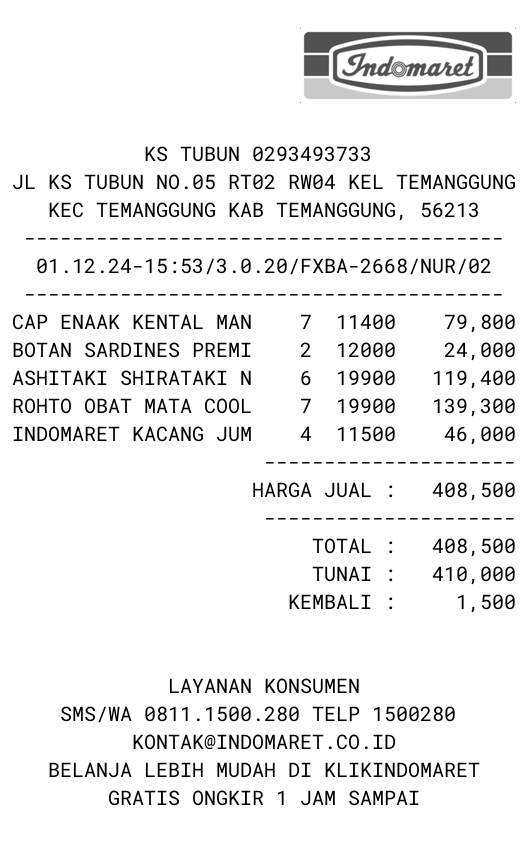 Indomaret
KS TUBUN 0293493733
JL KS TUBUN NO.05 RT02 RW04 KEL TEMANGGUNG
KEC TEMANGGUNG KAB TEMANGGUNG, 56213
----------------------------------------
01.12.24-15:53/3.0.20/FXBA-2668/NUR/02
----------------------------------------
CAP ENAAK KENTAL MAN 7 11400 79,800
BOTAN SARDINES PREMI 2 12000 24,000
ASHITAKI SHIRATAKI N 6 19900 119,400
ROHTO OBAT MATA COOL 7 19900 139,300
INDOMARET KACANG JUM 4 11500 46,000
---------------------
HARGA JUAL : 408,500
---------------------
TOTAL : 408,500
TUNAI : 410,000
KEMBALI : 1,500
LAYANAN KONSUMEN
SMS/WA 0811.1500.280 TELP 1500280
KONTAK@INDOMARET.CO.ID
BELANJA LEBIH MUDAH DI KLIKINDOMARET
GRATIS ONGKIR 1 JAM SAMPAI